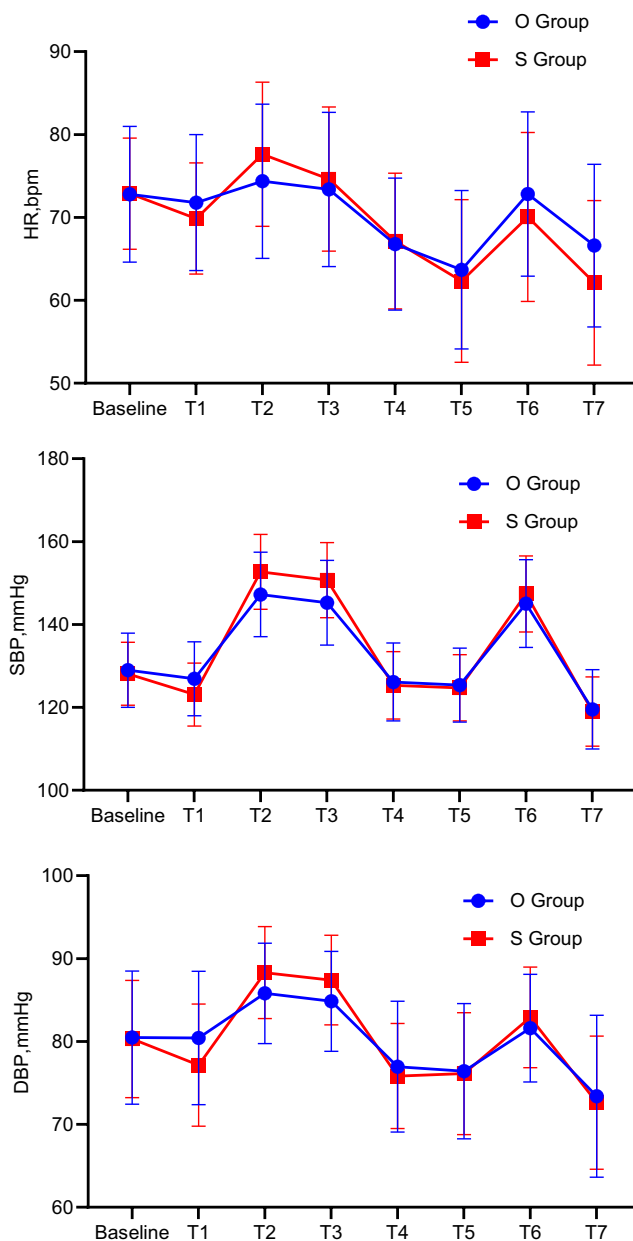 O Group
S Group
90
80
70
60
50
HR,bpm
Baseline T1 T2 T3 T4 T5 T6 T7
O Group
S Group
180
160
140
120
100
SBP,mmHg
Baseline T1 T2 T3 T4 T5 T6 T7
O Group
S Group
100
90
80
70
60
DBP,mmHg
Baseline T1 T2 T3 T4 T5 T6 T7